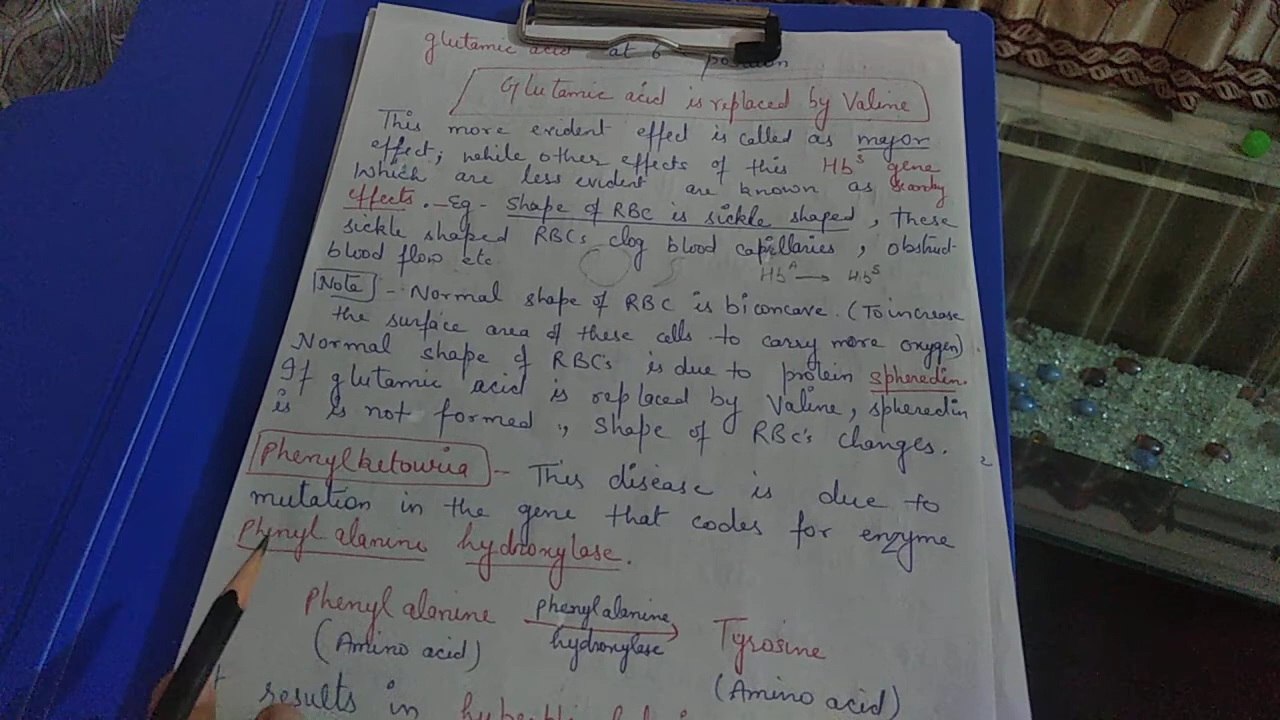 glutamic acid at 6 position
Glutamic acid is replaced by Valine
This more evident effect is called as major
effect; while other effects of this Hbˢ gene
Which are less evident are known as
effects. - Eg - Shape of RBC is sickle shaped, these
sickle shaped RBCs clog blood capillaries, obstruct
blood flow etc
Hbᴬ → Hbˢ
Note - Normal shape of RBC is biconcave. (To increase
the surface area of these cells to carry more oxygen).
Normal shape of RBC's is due to protein spheredin.
If glutamic acid is replaced by Valine, spheredin
is is not formed, shape of RBC's changes.
Phenylketouria - This disease is due to
mutation in the gene that codes for enzyme
phenyl alanine hydroxylase.
Phenyl alanine phenylalanine hydroxylase → Tyrosine
(Amino acid) (Amino acid)
results in